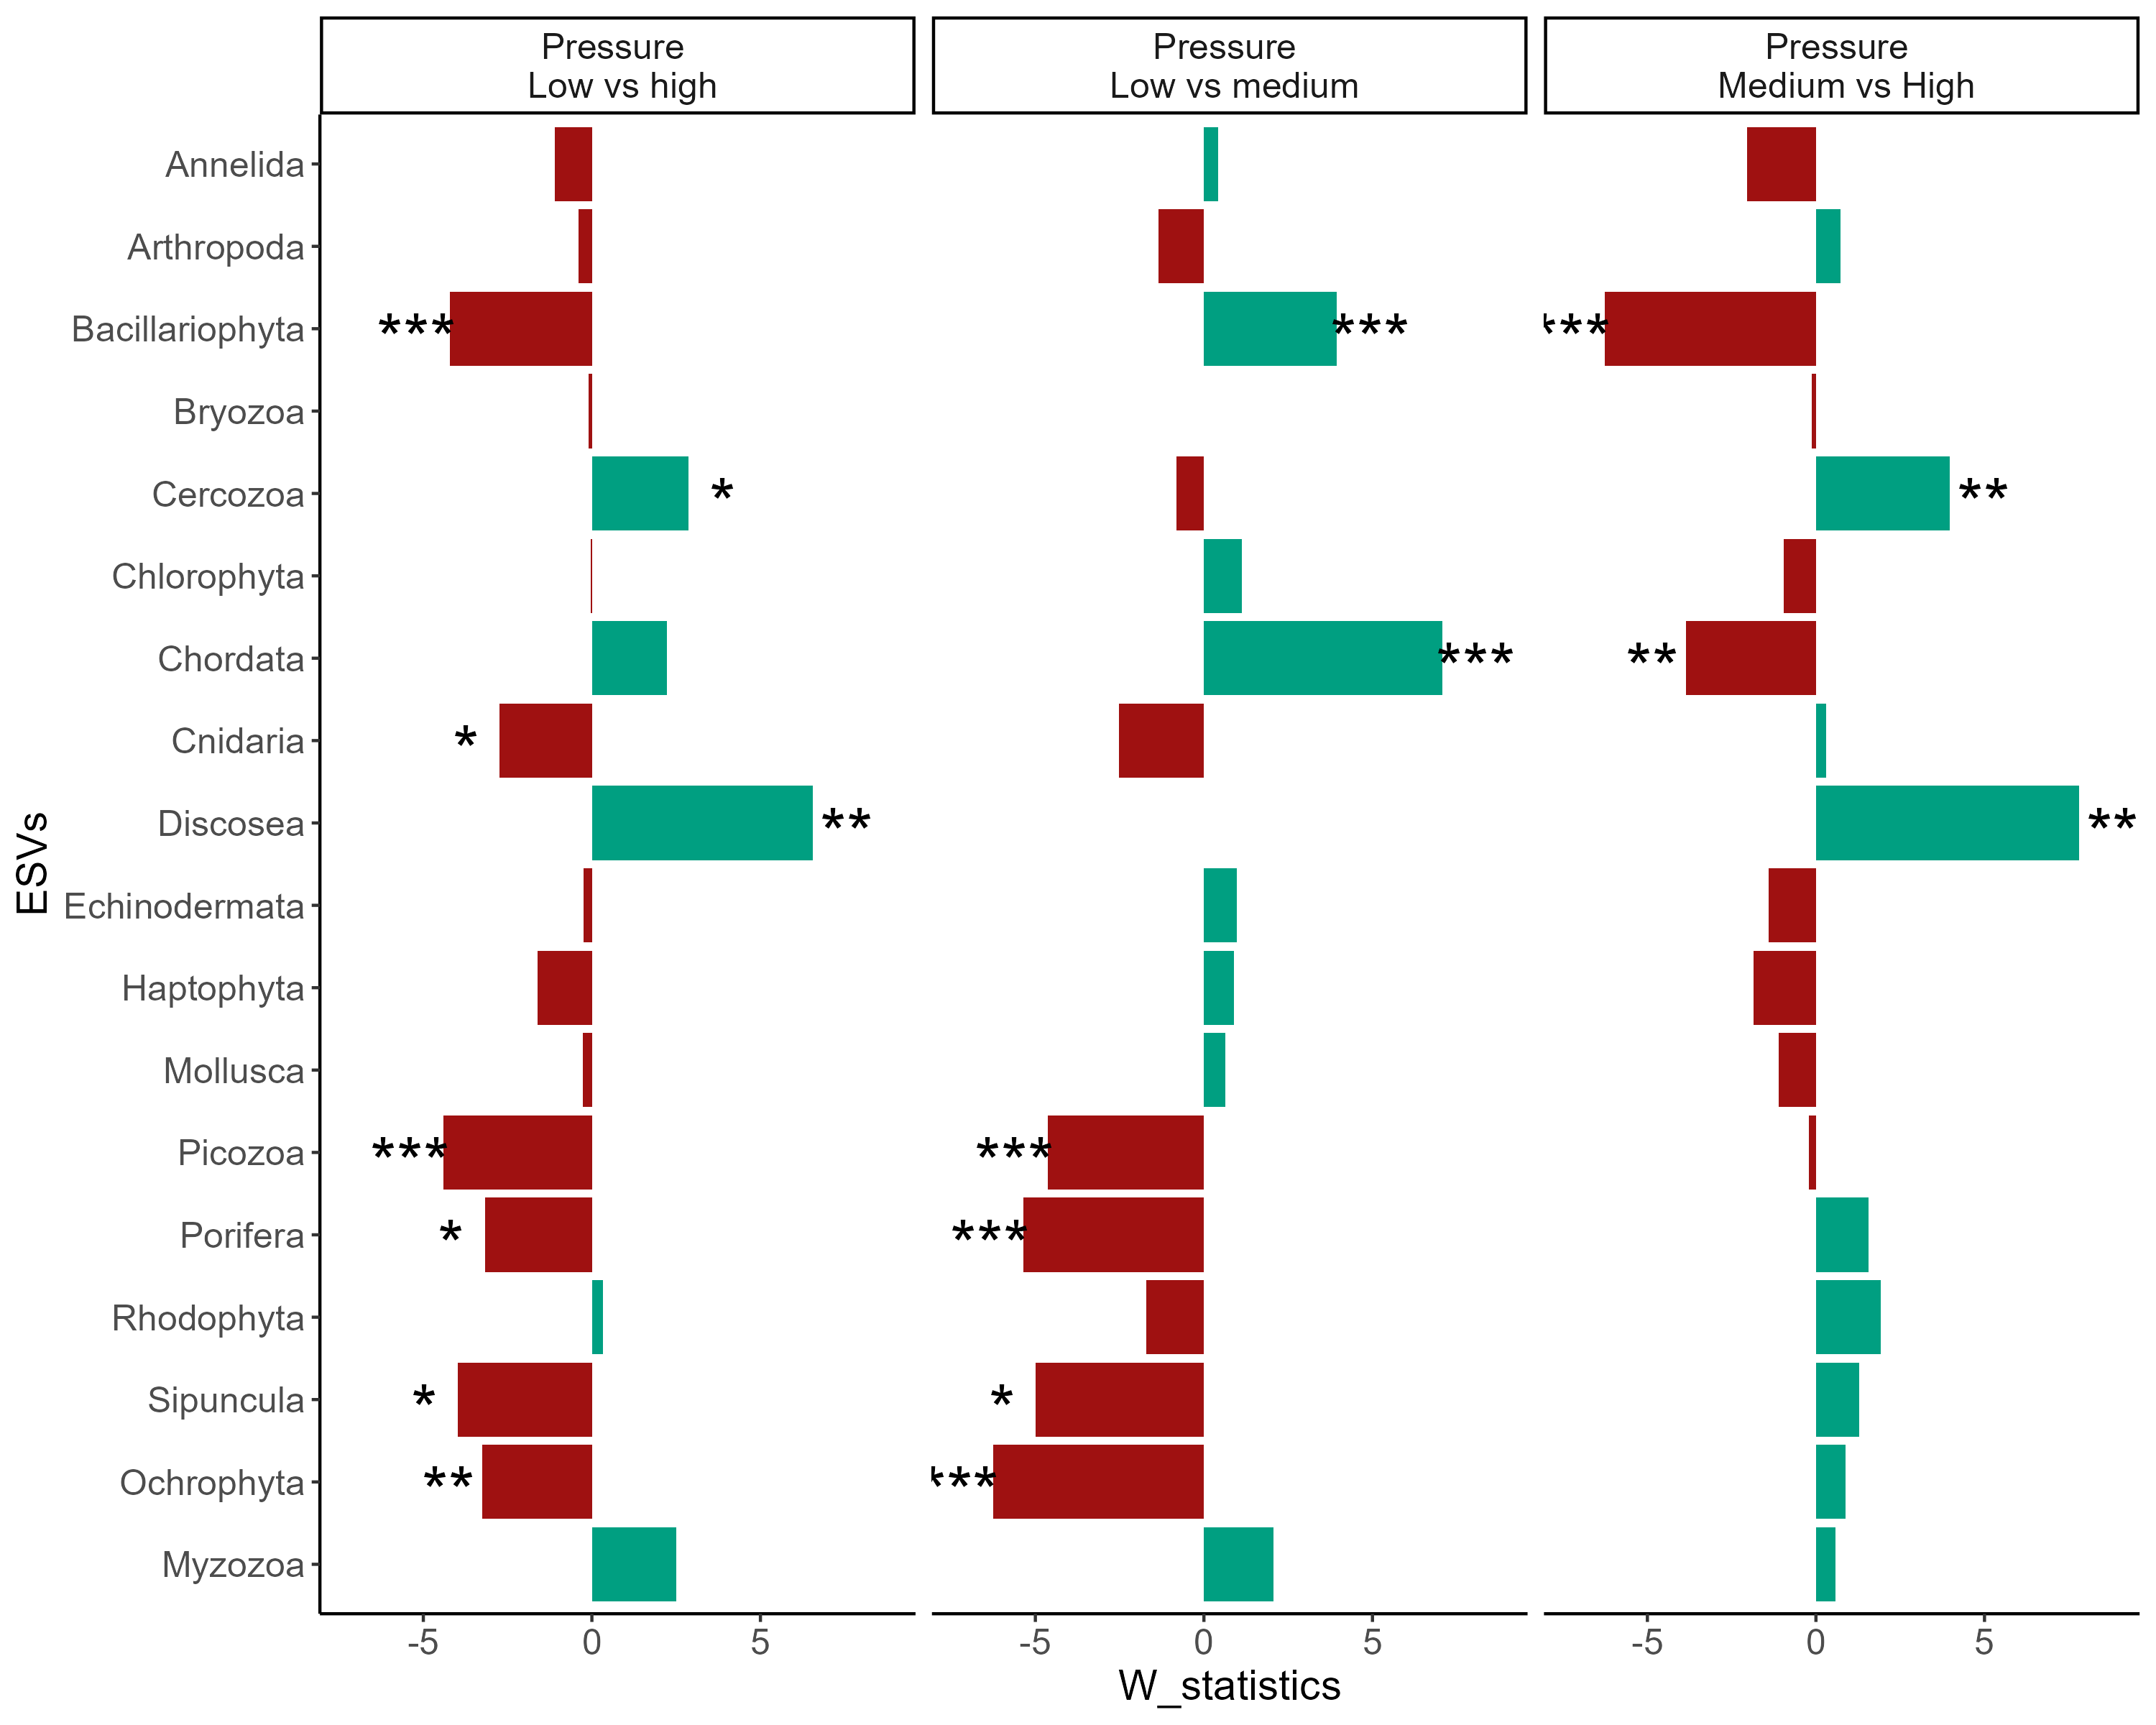 Pressure
Low vs high
Pressure
Low vs medium
Pressure
Medium vs High
Annelida
Arthropoda
Bacillariophyta
*** *** ***
Bryozoa
Cercozoa
* **
Chlorophyta
Chordata
*** **
Cnidaria
*
Discosea
** **
Echinodermata
Haptophyta
Mollusca
Picozoa
*** ***
Porifera
* ***
Rhodophyta
Sipuncula
* *
Ochrophyta
** ***
Myzozoa
ESVs
-5 0 5
-5 0 5
-5 0 5
W_statistics